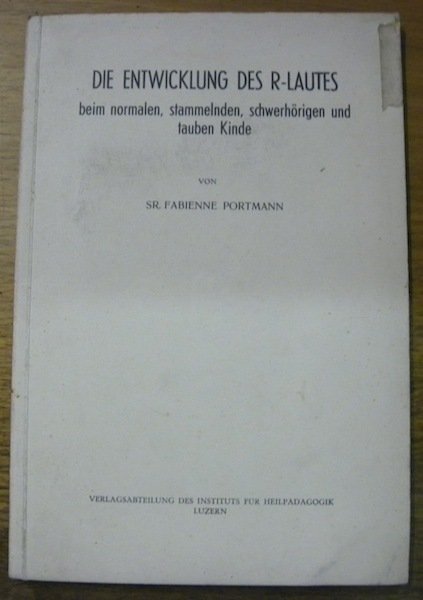 DIE ENTWICKLUNG DES R-LAUTES
beim normalen, stammelnden, schwerhörigen und
tauben Kinde
VON
SR. FABIENNE PORTMANN
VERLAGSABTEILUNG DES INSTITUTS FÜR HEILPÄDAGOGIK
LUZERN